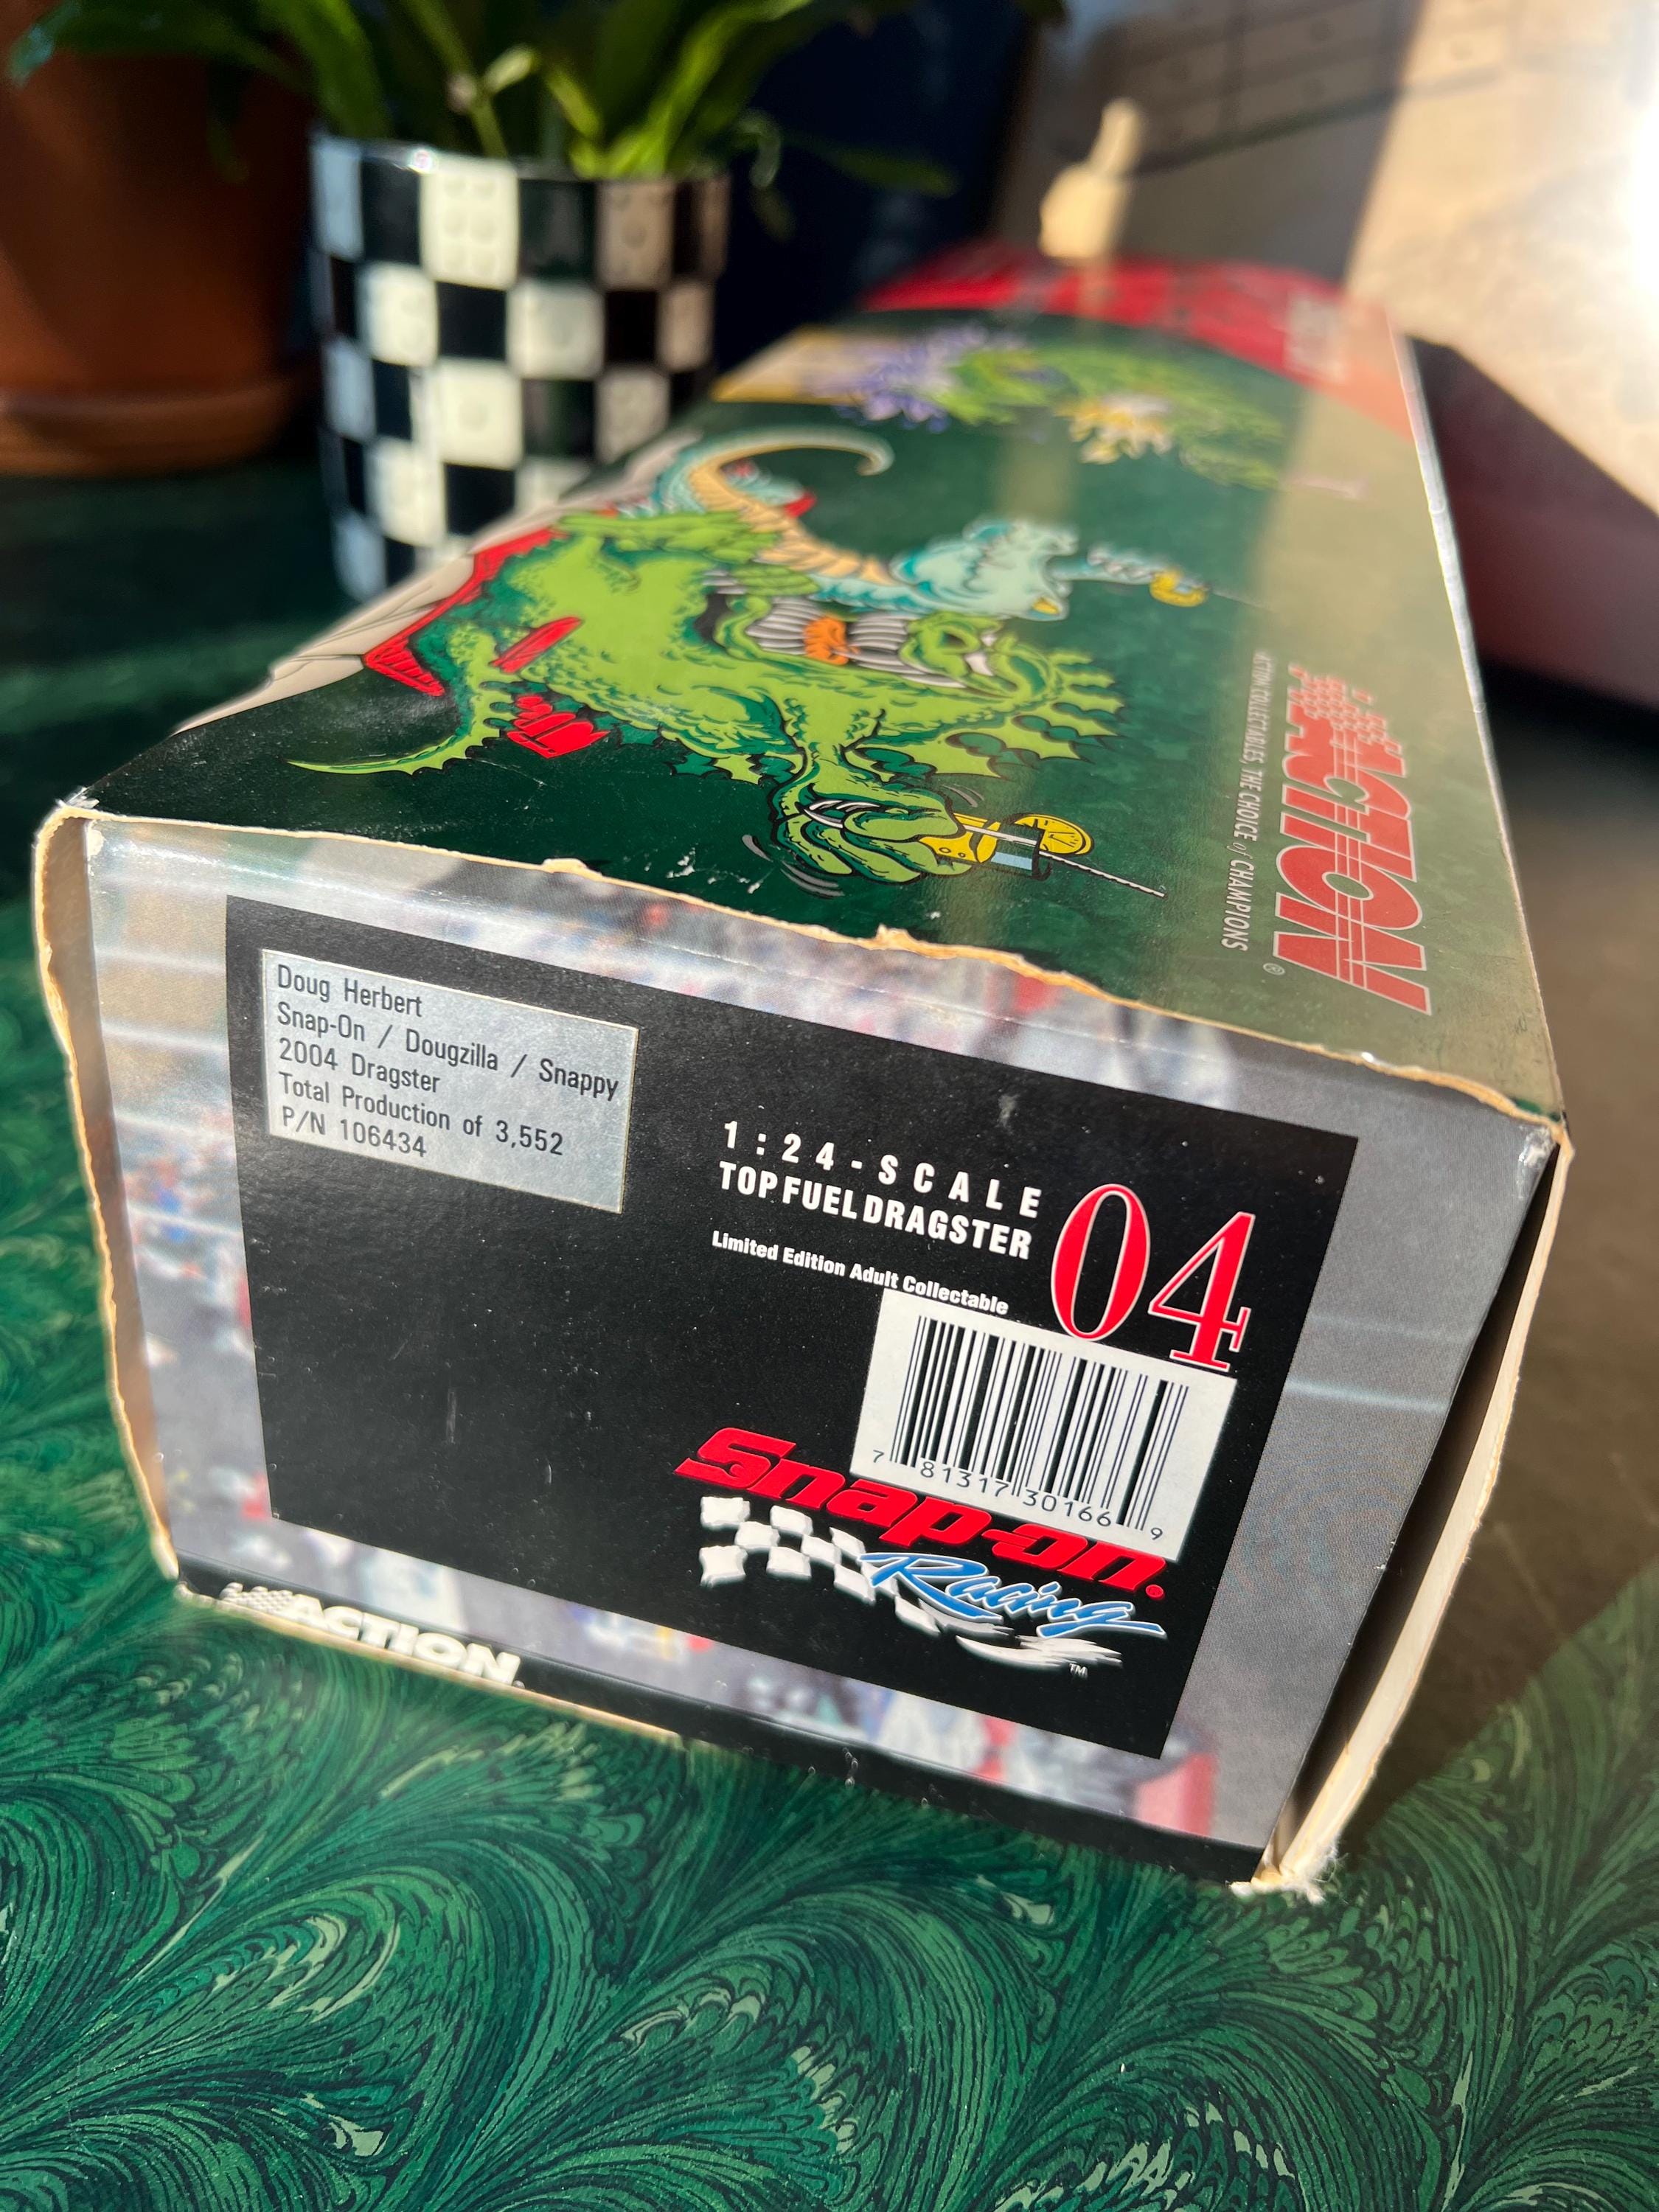 ACTION®
ACTION COLLECTABLES, THE CHOICE of CHAMPIONS
Doug Herbert
Snap-On / Dougzilla / Snappy
2004 Dragster
Total Production of 3,552
P/N 106434
1:24-SCALE
TOP FUEL DRAGSTER
04
Limited Edition Adult Collectable
7 81317 30166 9
Snap-on®
Racing
TM
ACTION